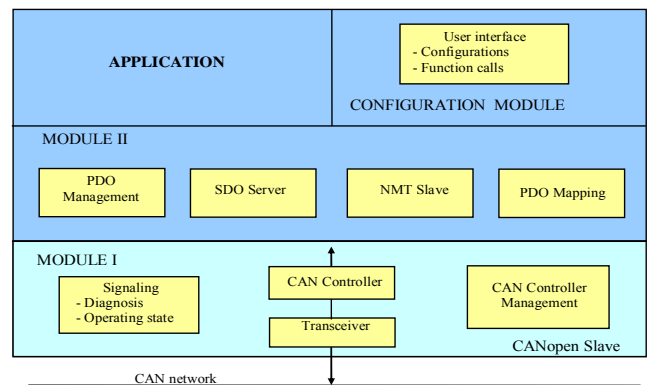 APPLICATION
User interface
- Configurations
- Function calls
CONFIGURATION MODULE
MODULE II
PDO
Management
SDO Server
NMT Slave
PDO Mapping
MODULE I
Signaling
- Diagnosis
- Operating state
CAN Controller
Transceiver
CAN Controller
Management
CANopen Slave
CAN network